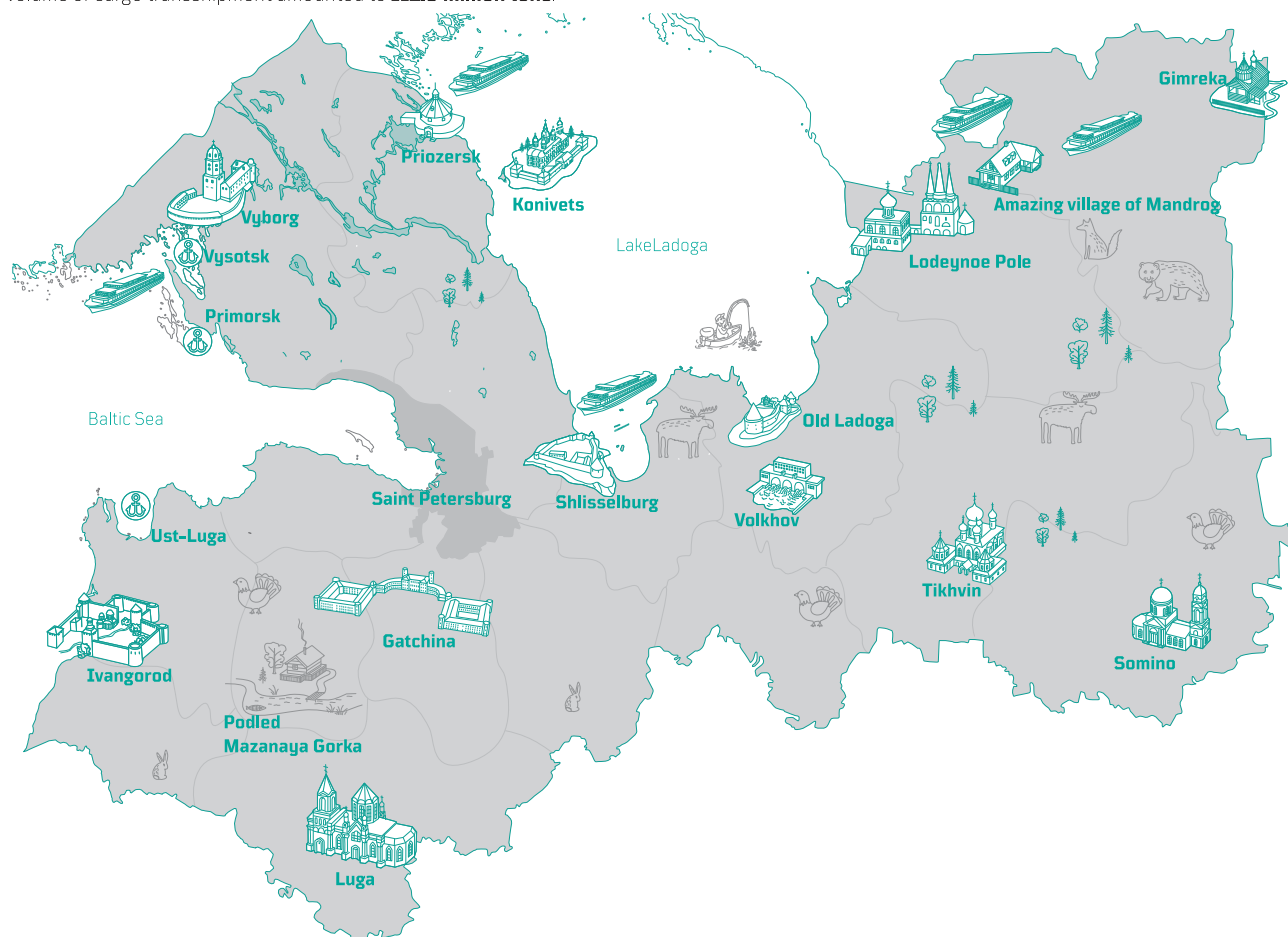 Gimreka
Priozersk
Konivets
Amazing village of Mandrog
Vyborg
LakeLadoga
Vysotsk
Lodeynoe Pole
Primorsk
Baltic Sea
Old Ladoga
Saint Petersburg
Shlisselburg
Volkhov
Ust-Luga
Tikhvin
Gatchina
Somino
Ivangorod
Podled
Mazanaya Gorka
Luga